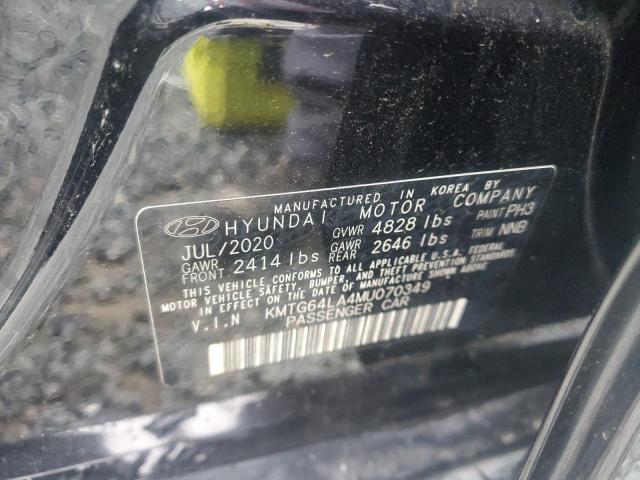 MANUFACTURED IN KOREA BY
HYUNDAI MOTOR COMPANY
JUL/2020 GVWR 4828 lbs PAINT PH3
GAWR FRONT 2414 lbs GAWR REAR 2646 lbs TRIM NNB
THIS VEHICLE CONFORMS TO ALL APPLICABLE U.S.A. FEDERAL
MOTOR VEHICLE SAFETY, BUMPER, AND THEFT PREVENTION STANDARDS
IN EFFECT ON THE DATE OF MANUFACTURE SHOWN ABOVE.
V.I.N KMTG64LA4MU070349
PASSENGER CAR